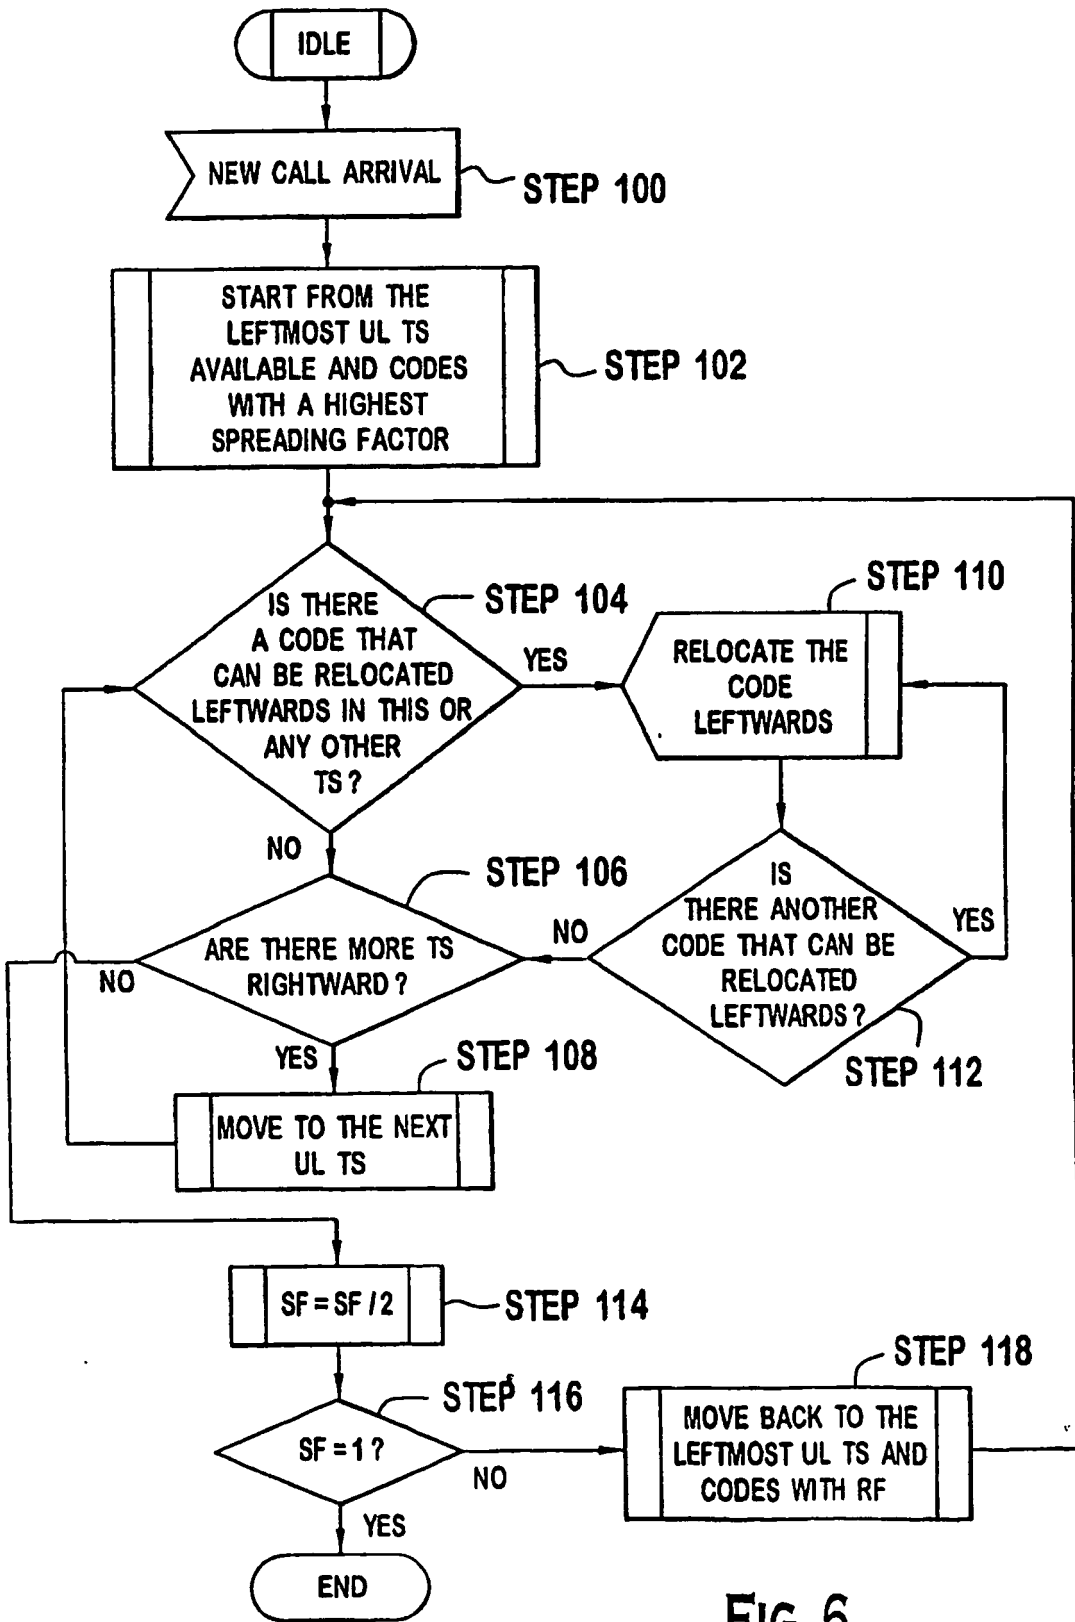 IDLE
NEW CALL ARRIVAL
STEP 100
START FROM THE
LEFTMOST UL TS
AVAILABLE AND CODES
WITH A HIGHEST
SPREADING FACTOR
STEP 102
IS THERE
A CODE THAT
CAN BE RELOCATED
LEFTWARDS IN THIS OR
ANY OTHER
TS?
STEP 104
YES
NO
RELOCATE THE
CODE
LEFTWARDS
STEP 110
ARE THERE MORE TS
RIGHTWARD?
STEP 106
NO
YES
IS
THERE ANOTHER
CODE THAT CAN BE
RELOCATED
LEFTWARDS?
STEP 112
NO
YES
MOVE TO THE NEXT
UL TS
STEP 108
SF=SF/2
STEP 114
SF=1?
STEP 116
NO
YES
MOVE BACK TO THE
LEFTMOST UL TS AND
CODES WITH RF
STEP 118
END
FIG. 6